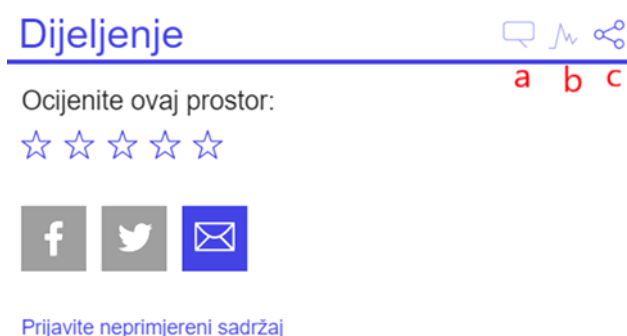 Dijeljenje
a b c
Ocijenite ovaj prostor:
Prijavite neprimjereni sadržaj